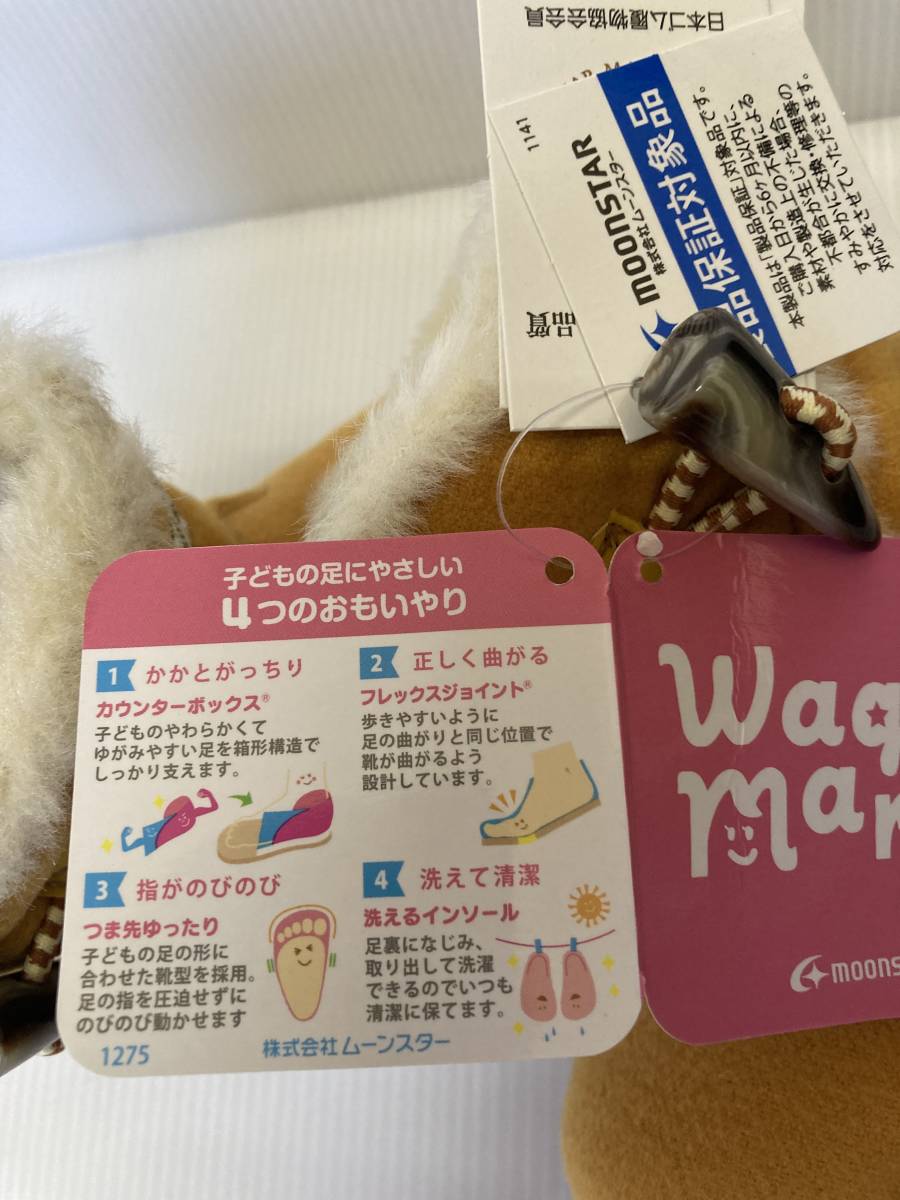 日本ゴム履物協会会員
1141
moonSTAR
株式会社 ムーンスター
品保証対象品
本製品は「製品保証」対象品です。
ご購入日から6ヶ月以内に、
素材や製造上の不備による
不都合が生じた場合、
すみやかに交換・修理等の
対応をさせていただきます。
品質
子どもの足にやさしい
4つのおもいやり
1 かかとがっちり
カウンターボックス®
子どものやわらかくて
ゆがみやすい足を箱形構造で
しっかり支えます。
2 正しく曲がる
フレックスジョイント®
歩きやすいように
足の曲がりと同じ位置で
靴が曲がるよう
設計しています。
3 指がのびのび
つま先ゆったり
子どもの足の形に
合わせた靴型を採用。
足の指を圧迫せずに
のびのび動かせます
4 洗えて清潔
洗えるインソール
足裏になじみ、
取り出して洗濯
できるのでいつも
清潔に保てます。
1275
株式会社ムーンスター
Wag
Mar
moons